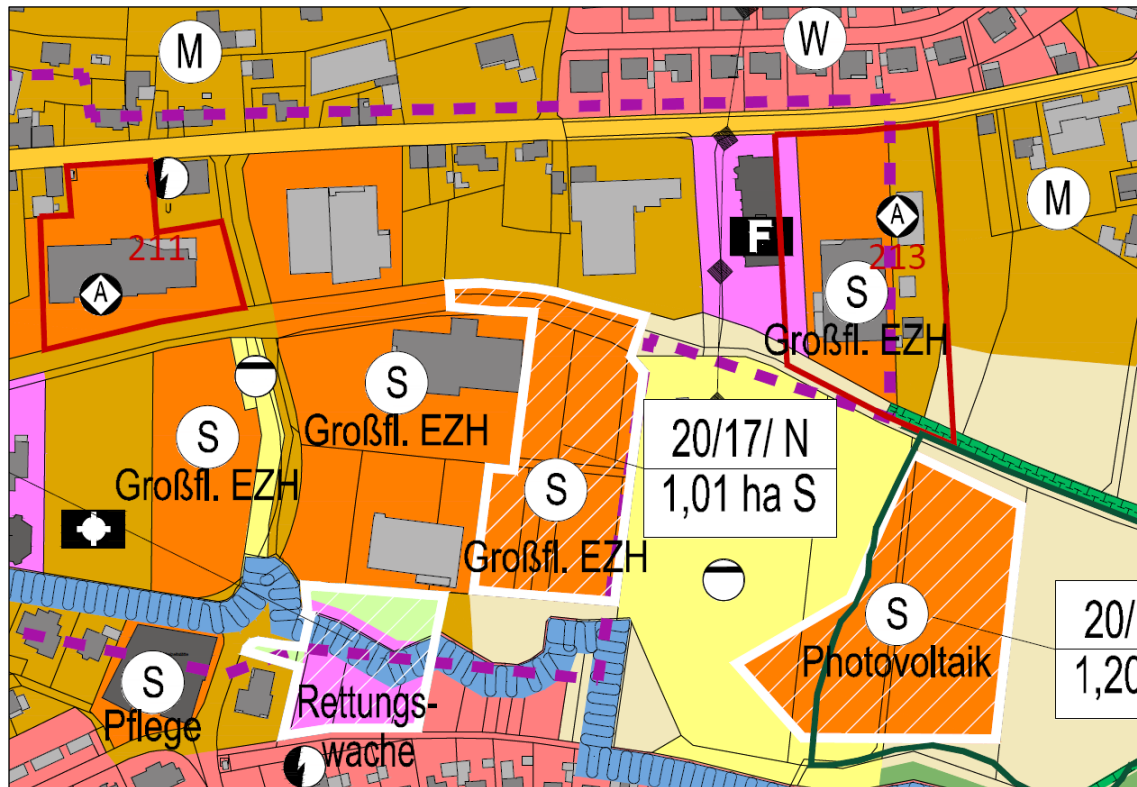 M
W
M
F
A
211
A
213
S
Großfl. EZH
S
Großfl. EZH
S
Großfl. EZH
20/17/ N
1,01 ha S
S
Großfl. EZH
S
Photovoltaik
20/
1,20
S
Pflege
Rettungs-
wache